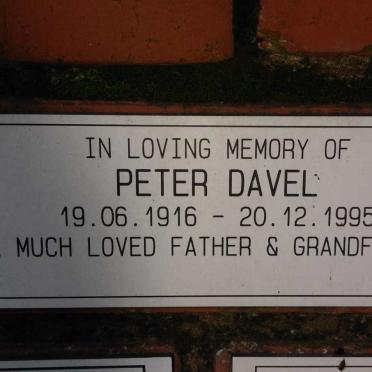 IN LOVING MEMORY OF
PETER DAVEL
19.06.1916 - 20.12.1995
MUCH LOVED FATHER & GRANDF